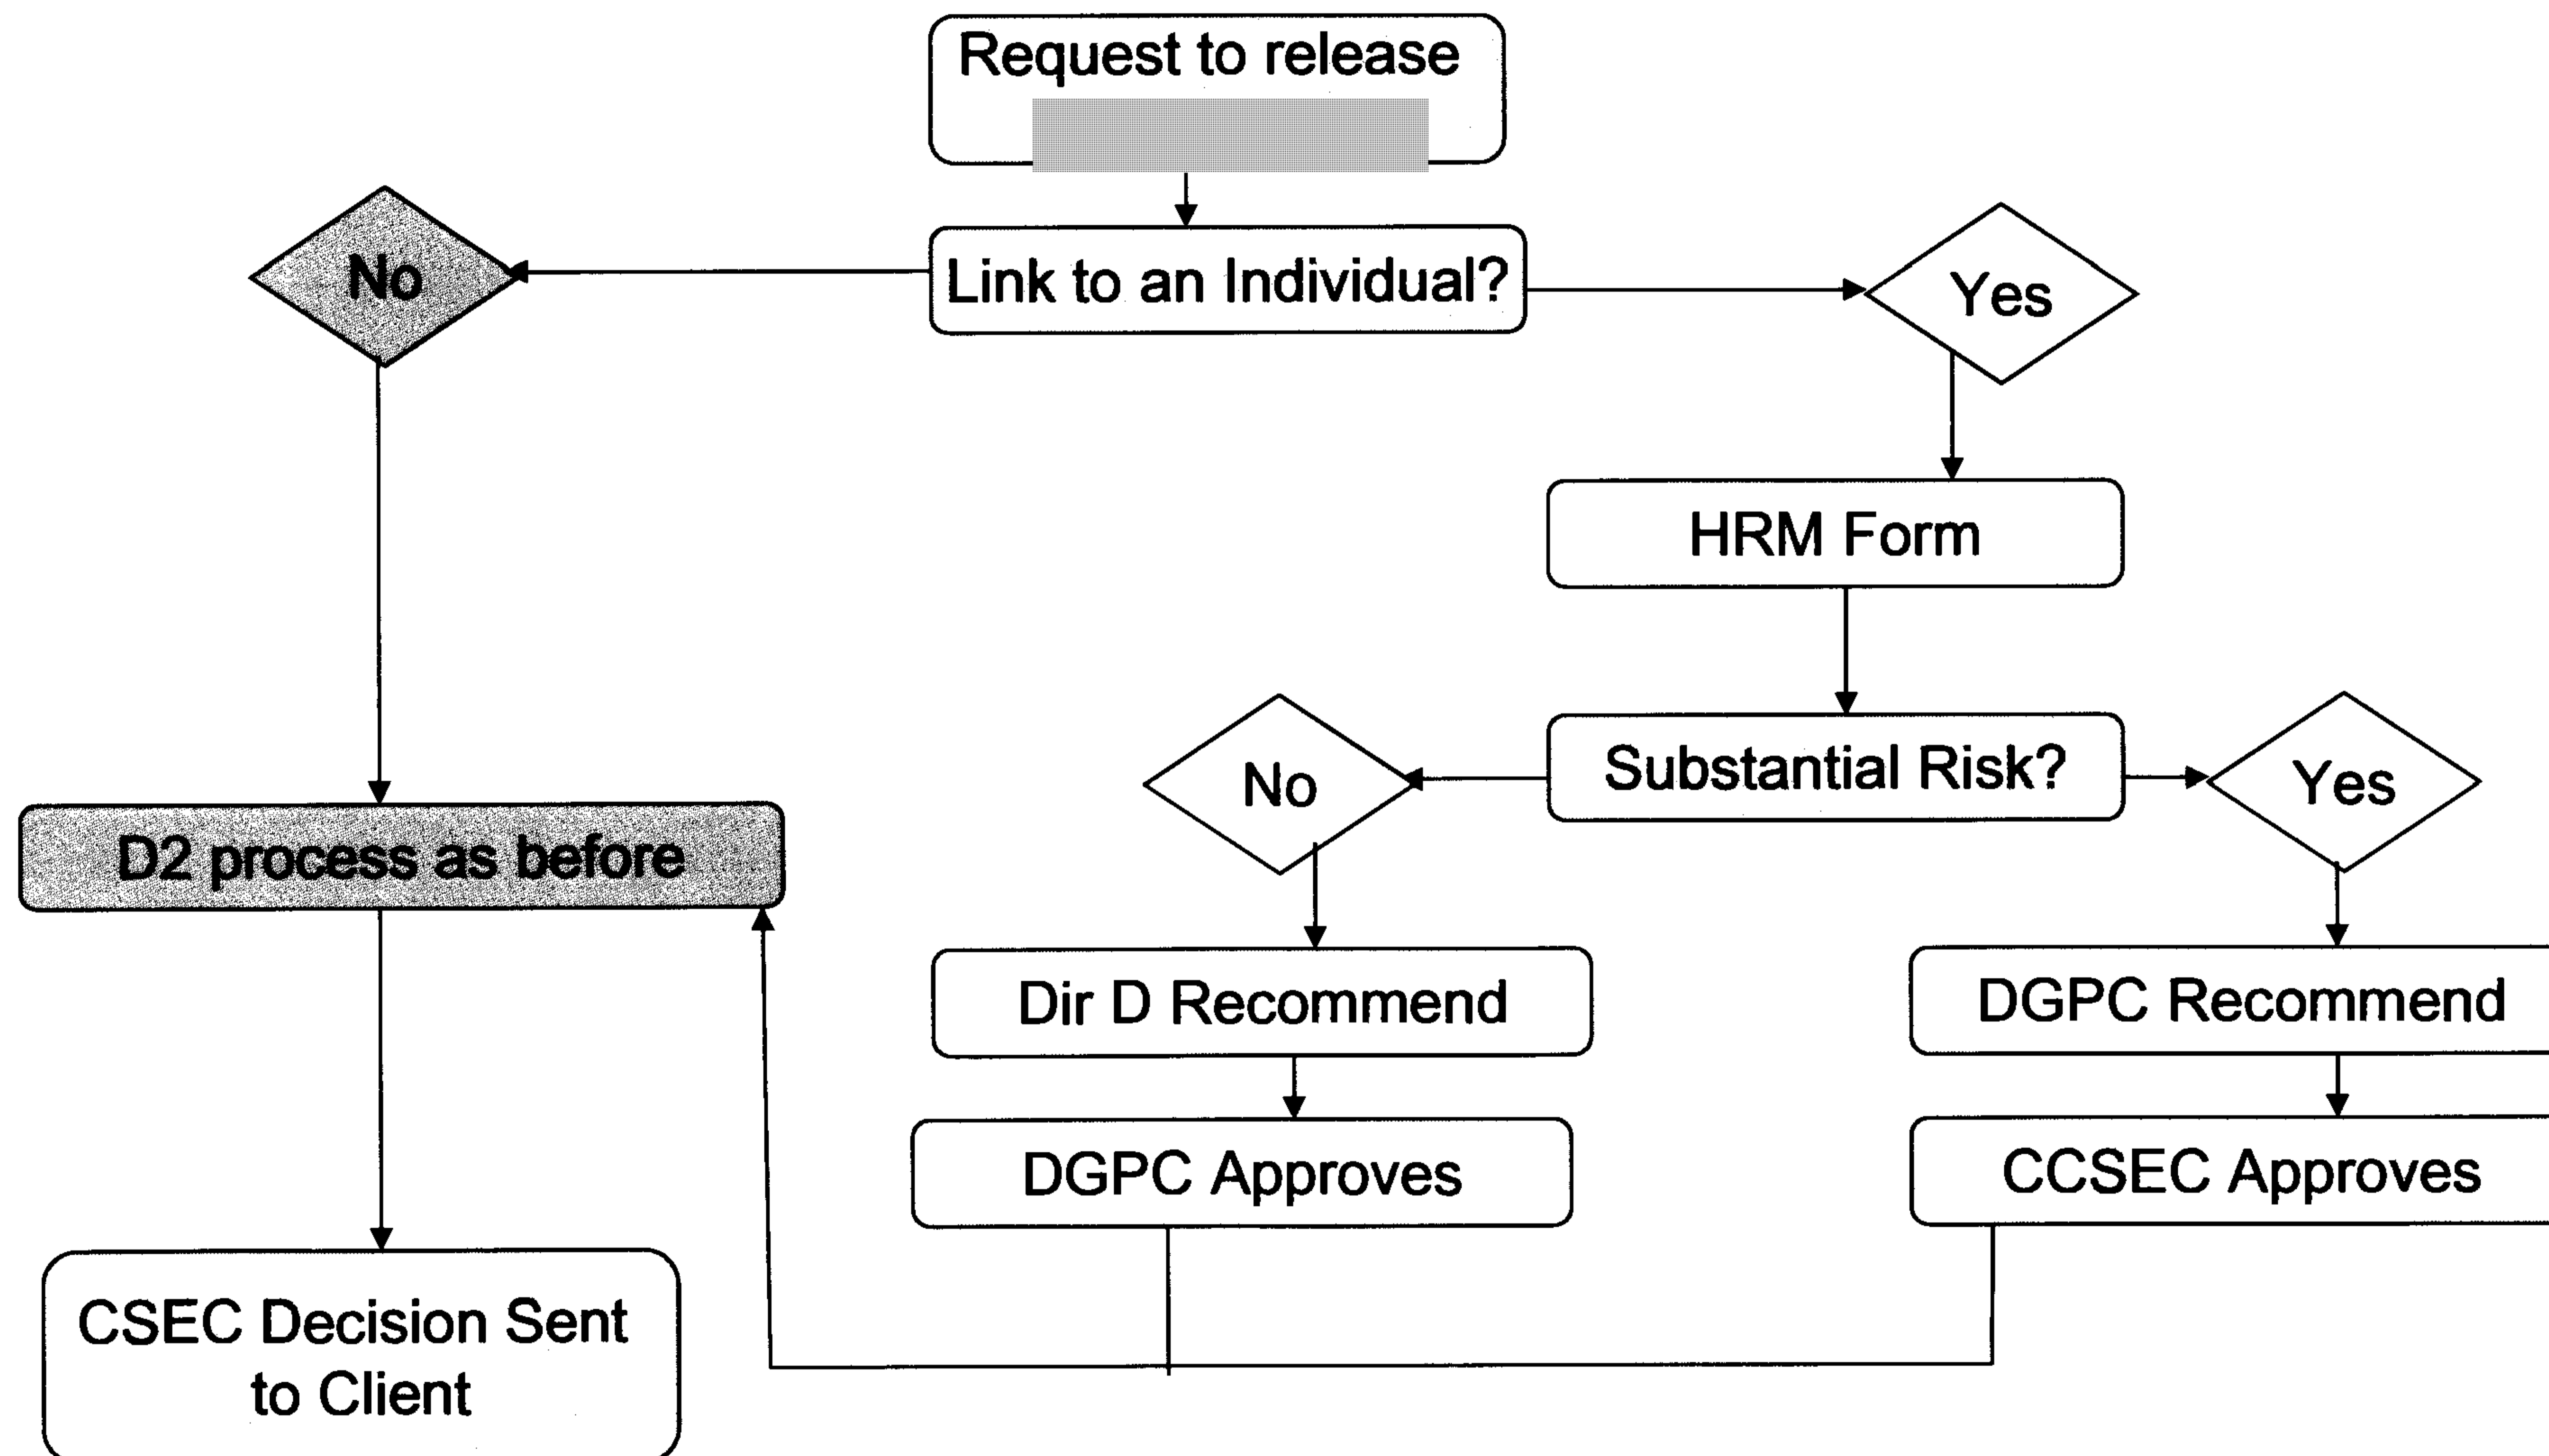 Request to release
No
Link to an Individual?
Yes
HRM Form
No
Substantial Risk?
Yes
D2 process as before
Dir D Recommend
DGPC Recommend
DGPC Approves
CCSEC Approves
CSEC Decision Sent
to Client